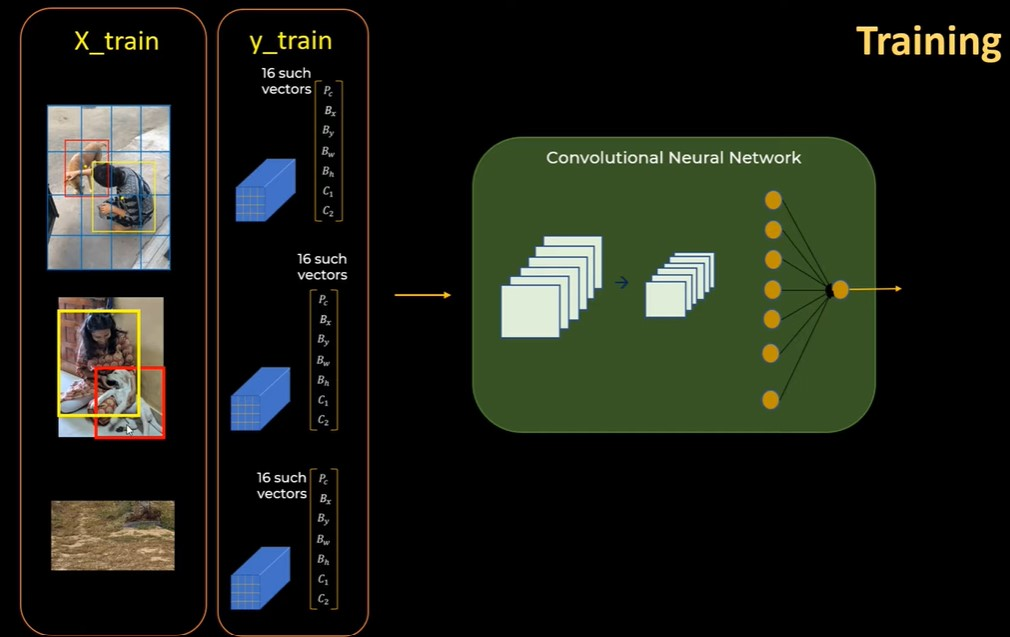 X_train
y_train
Training
16 such
vectors
P_c
B_x
B_y
B_w
B_h
C_1
C_2
Convolutional Neural Network
16 such
vectors
P_c
B_x
B_y
B_w
B_h
C_1
C_2
16 such
vectors
P_c
B_x
B_y
B_w
B_h
C_1
C_2